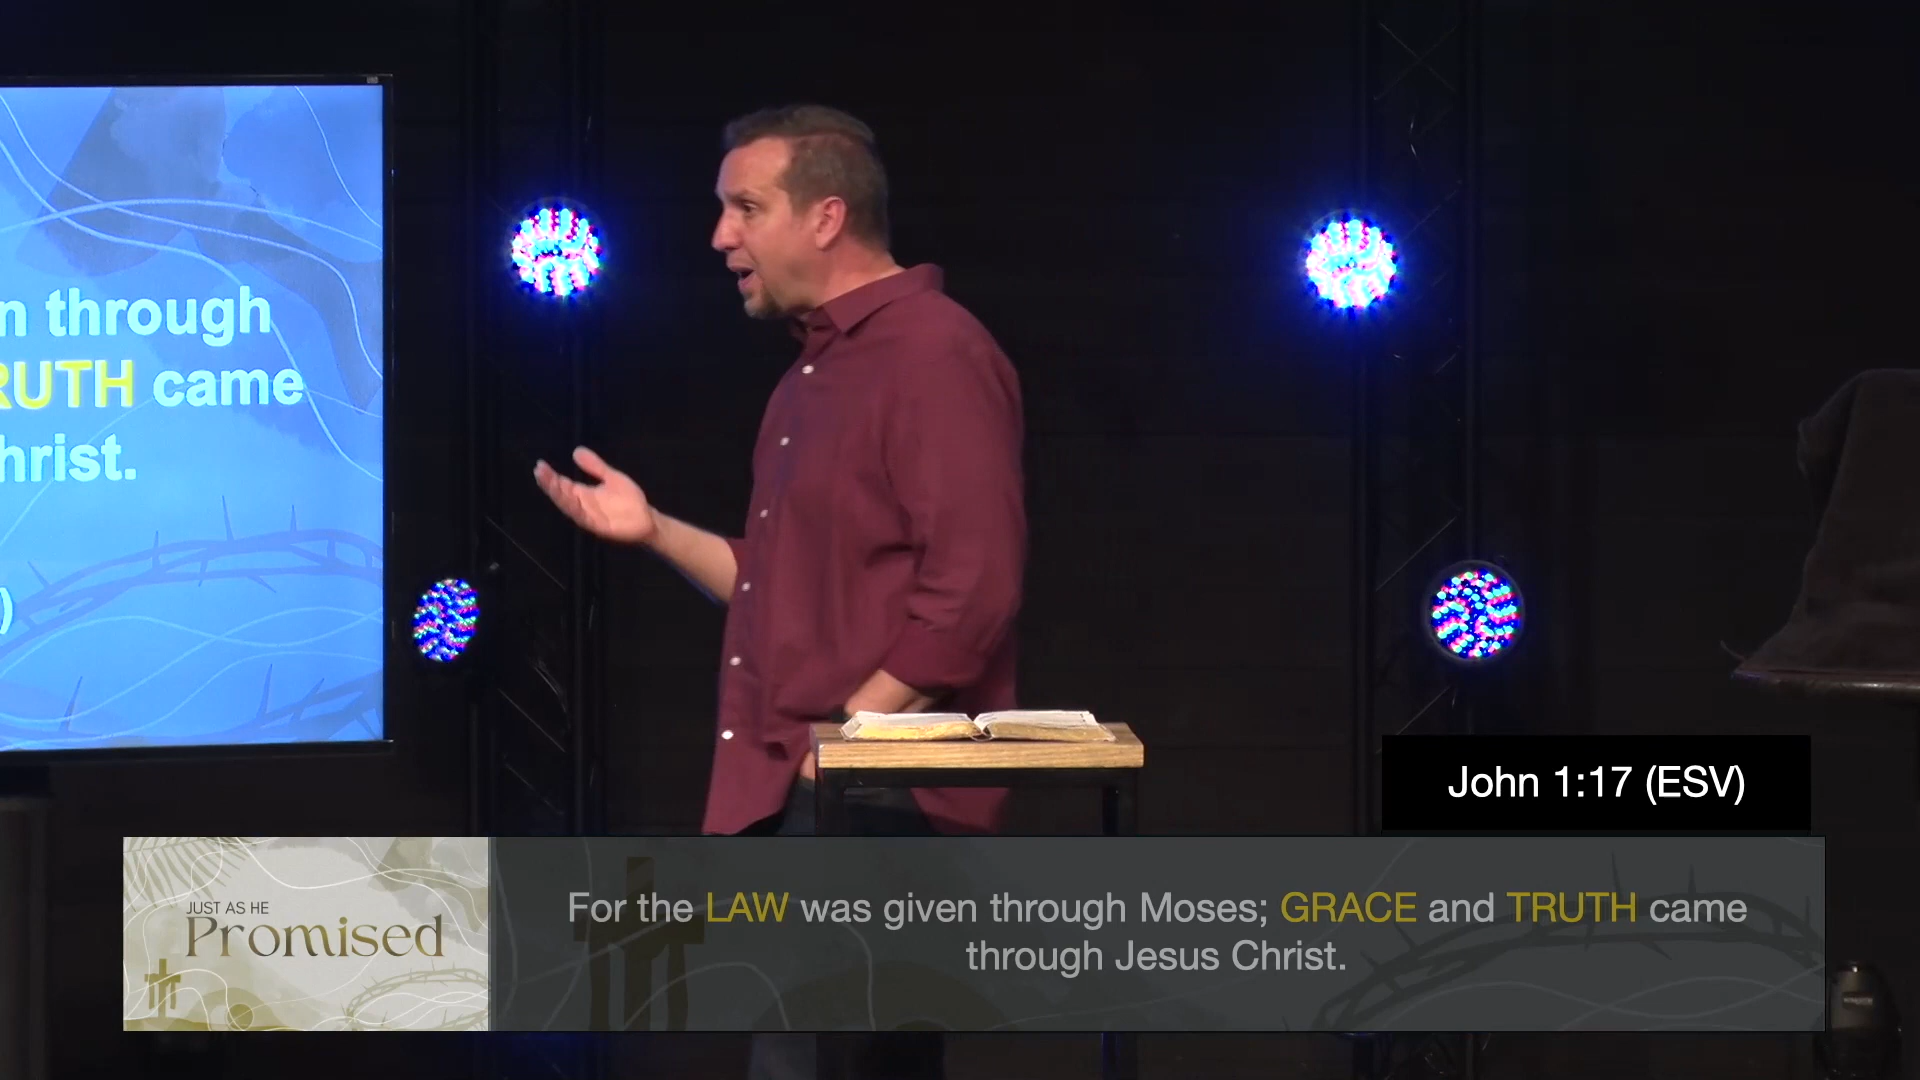 n through
RUTH came
hrist.
)
John 1:17 (ESV)
JUST AS HE
Promised
For the LAW was given through Moses; GRACE and TRUTH came
through Jesus Christ.